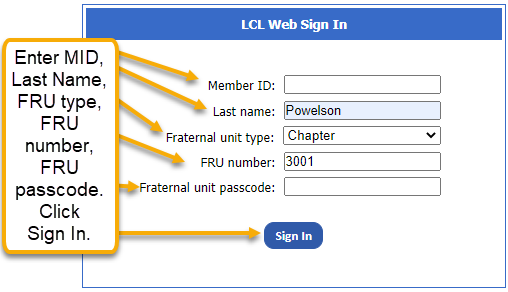 LCL Web Sign In
Enter MID,
Last Name,
FRU type,
FRU
number,
FRU
passcode.
Click
Sign In.
Member ID:
Last name: Powelson
Fraternal unit type: Chapter
FRU number: 3001
Fraternal unit passcode:
Sign In